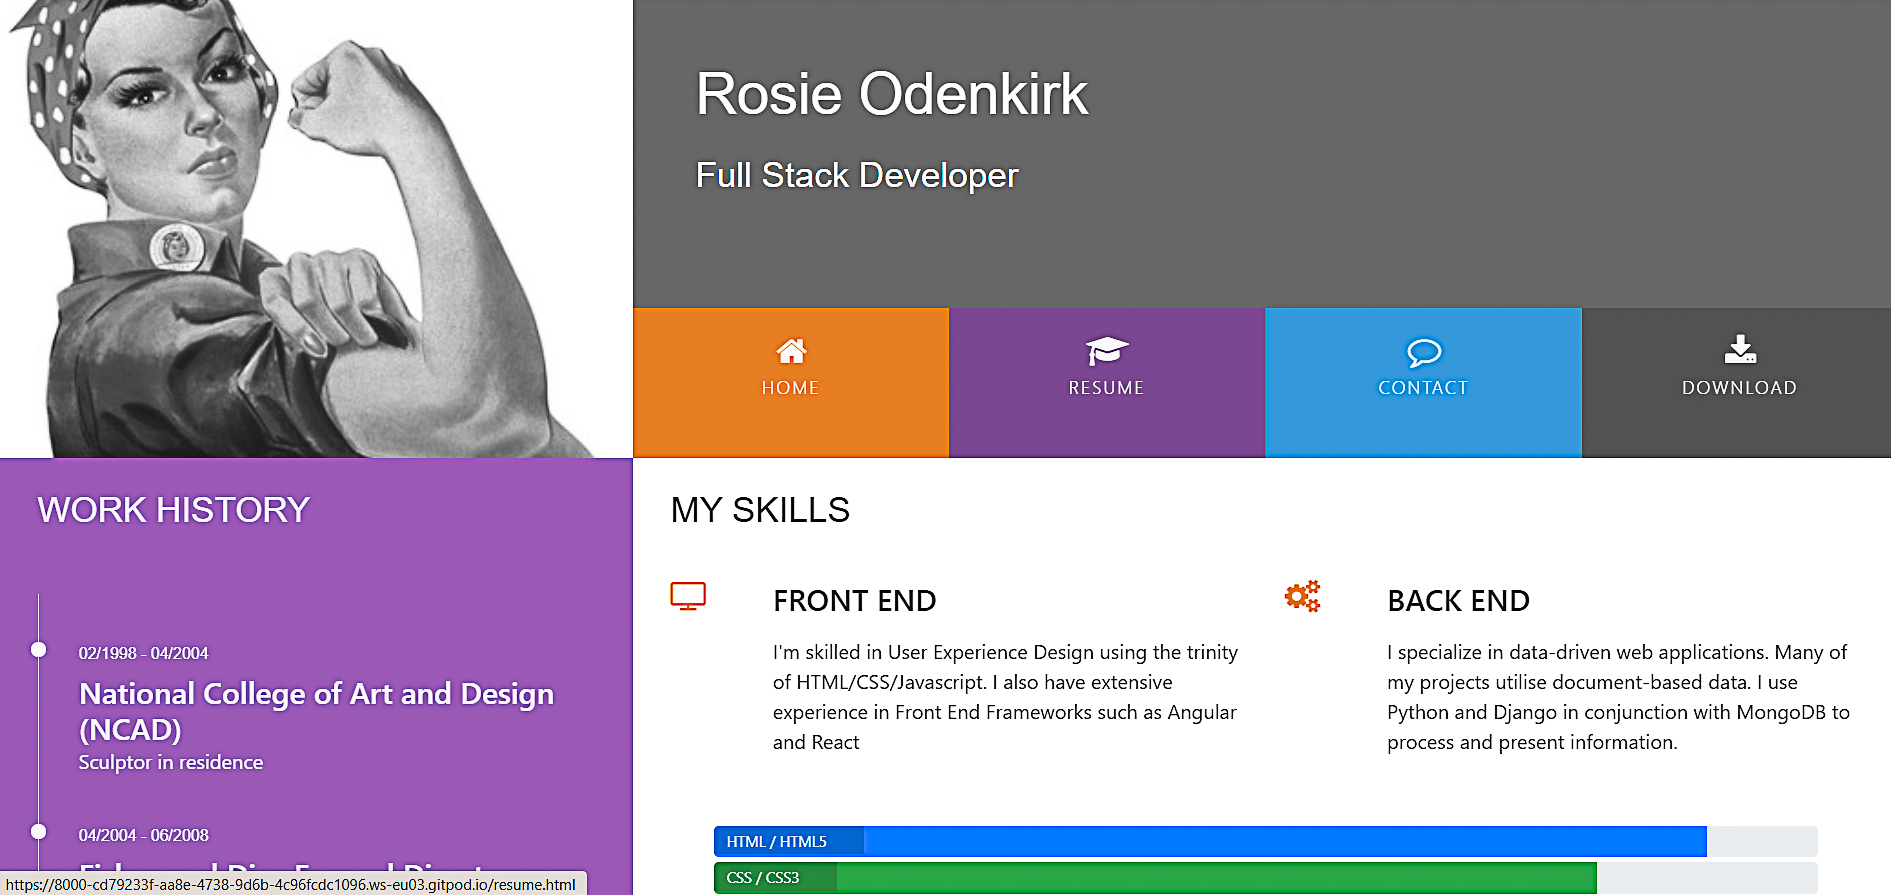 Rosie Odenkirk
Full Stack Developer
HOME
RESUME
CONTACT
DOWNLOAD
WORK HISTORY
02/1998 - 04/2004
National College of Art and Design
(NCAD)
Sculptor in residence
04/2004 - 06/2008
MY SKILLS
FRONT END
I'm skilled in User Experience Design using the trinity
of HTML/CSS/Javascript. I also have extensive
experience in Front End Frameworks such as Angular
and React
BACK END
I specialize in data-driven web applications. Many of
my projects utilise document-based data. I use
Python and Django in conjunction with MongoDB to
process and present information.
HTML / HTML5
CSS / CSS3
https://8000-cd79233f-aa8e-4738-9d6b-4c96fcdc1096.ws-eu03.gitpod.io/resume.html